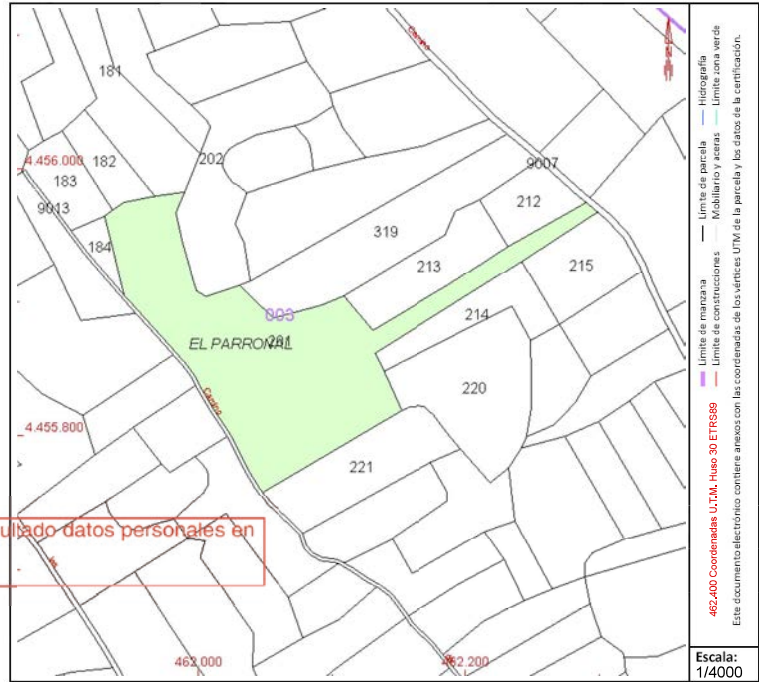 Camino
181
4.456.000
182
202
183
9007
9013
212
319
184
213
215
003
214
EL PARRONAL
220
Camino
4.455.800
221
ultado datos personales en
462.000
462.200
Límite de manzana
Límite de parcela
Hidrografía
Límite de construcciones
Mobiliario y aceras
Límite zona verde
462,400 Coordenadas U.T.M. Huso 30 ETRS89
Este documento electrónico contiene anexos con las coordenadas de los vértices UTM de la parcela y los datos de la certificación.
Escala:
1/4000